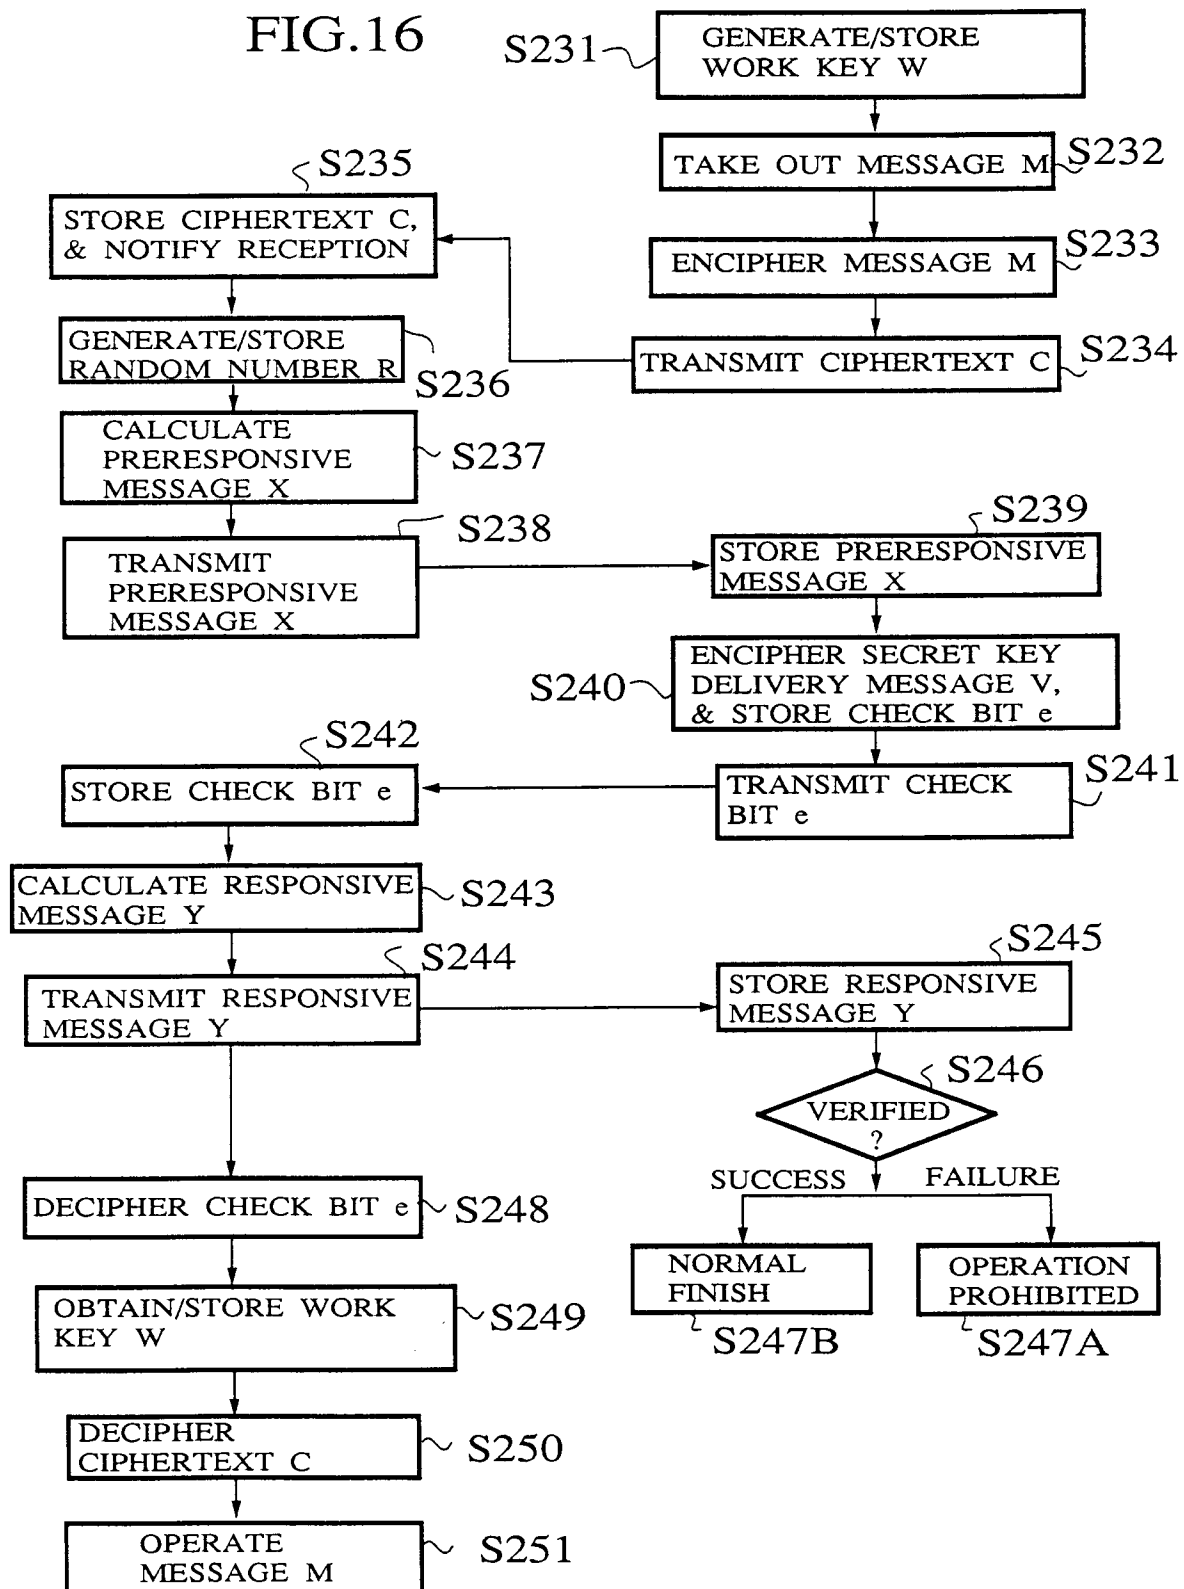 FIG.16
S231
GENERATE/STORE
WORK KEY W
TAKE OUT MESSAGE M
S232
S235
STORE CIPHERTEXT C,
& NOTIFY RECEPTION
ENCIPHER MESSAGE M
S233
GENERATE/STORE
RANDOM NUMBER R
S236
TRANSMIT CIPHERTEXT C
S234
CALCULATE
PRERESPONSIVE
MESSAGE X
S237
S238
TRANSMIT
PRERESPONSIVE
MESSAGE X
S239
STORE PRERESPONSIVE
MESSAGE X
S240
ENCIPHER SECRET KEY
DELIVERY MESSAGE V,
& STORE CHECK BIT e
S242
STORE CHECK BIT e
TRANSMIT CHECK
BIT e
S241
CALCULATE RESPONSIVE
MESSAGE Y
S243
S244
TRANSMIT RESPONSIVE
MESSAGE Y
S245
STORE RESPONSIVE
MESSAGE Y
S246
VERIFIED
?
SUCCESS
FAILURE
DECIPHER CHECK BIT e
S248
NORMAL
FINISH
S247B
OPERATION
PROHIBITED
S247A
OBTAIN/STORE WORK
KEY W
S249
DECIPHER
CIPHERTEXT C
S250
OPERATE
MESSAGE M
S251